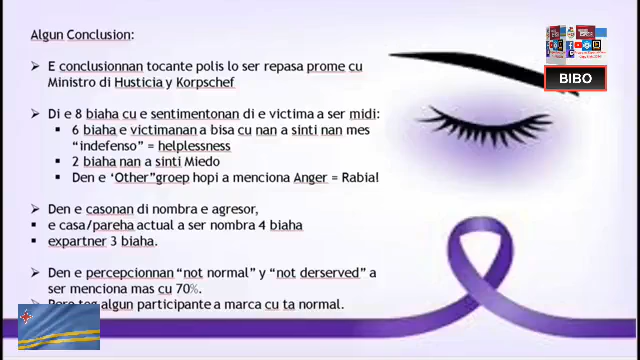 Algun Conclusion:
E conclusionnan tocante polis lo ser repasa prome cu
Ministro di Husticia y Korpschef
Di e 8 biaha cu e sentimentonan di e victima a ser midi:
6 biaha e victimanan a bisa cu nan a sinti nan mes
"indefenso" = helplessness
2 biaha nan a sinti Miedo
Den e 'Other"groep hopi a menciona Anger = Rabia!
Den e casonan di nombra e agresor,
e casa/pareha actual a ser nombra 4 biaha
expartner 3 biaha.
Den e percepcionnan "not normal" y "not derserved" a
ser menciona mas cu 70%.
Pero tog algun participante a marca cu ta normal.
BIBO